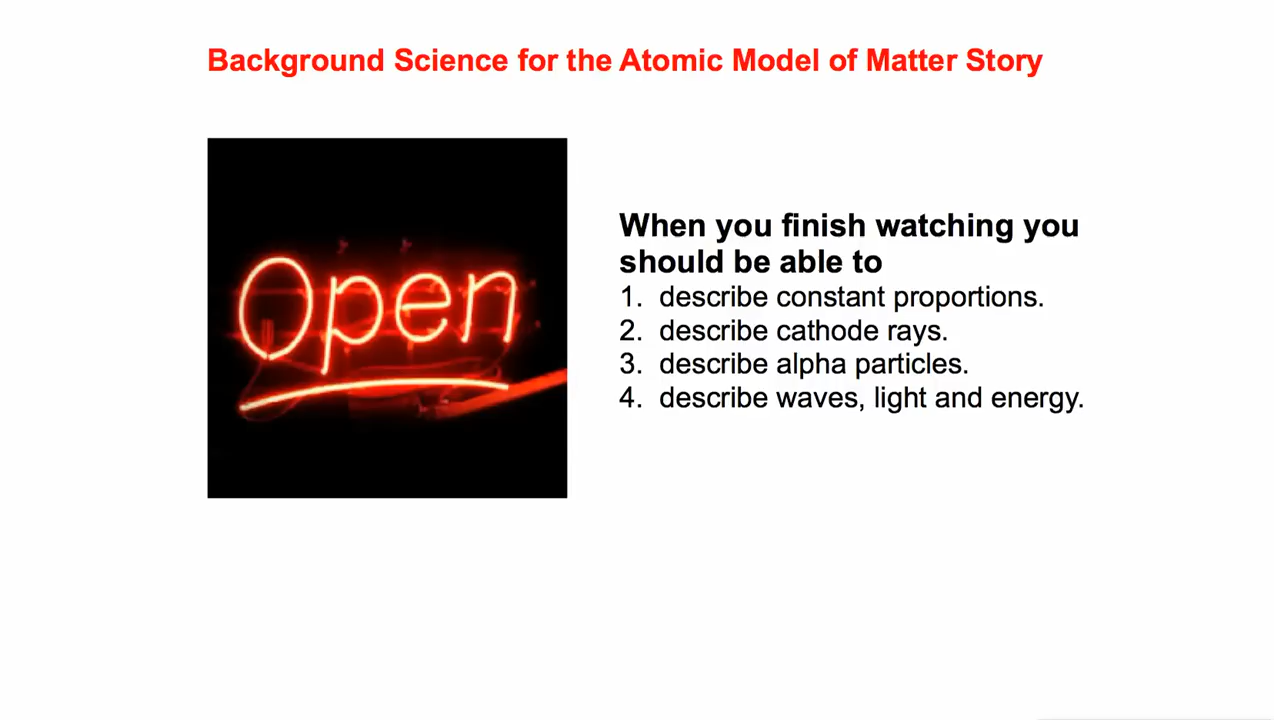 Background Science for the Atomic Model of Matter Story
Open
When you finish watching you
should be able to
1. describe constant proportions.
2. describe cathode rays.
3. describe alpha particles.
4. describe waves, light and energy.